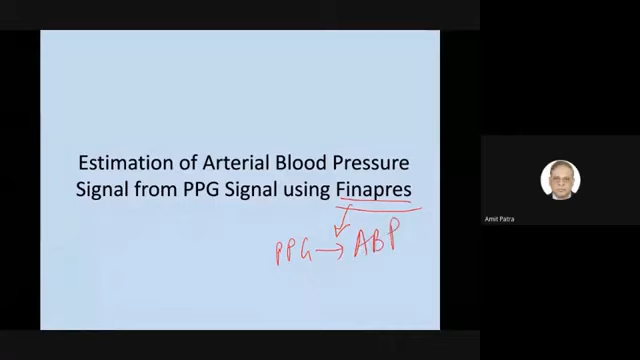 Estimation of Arterial Blood Pressure
Signal from PPG Signal using Finapres
PPG → ABP
Amit Patra